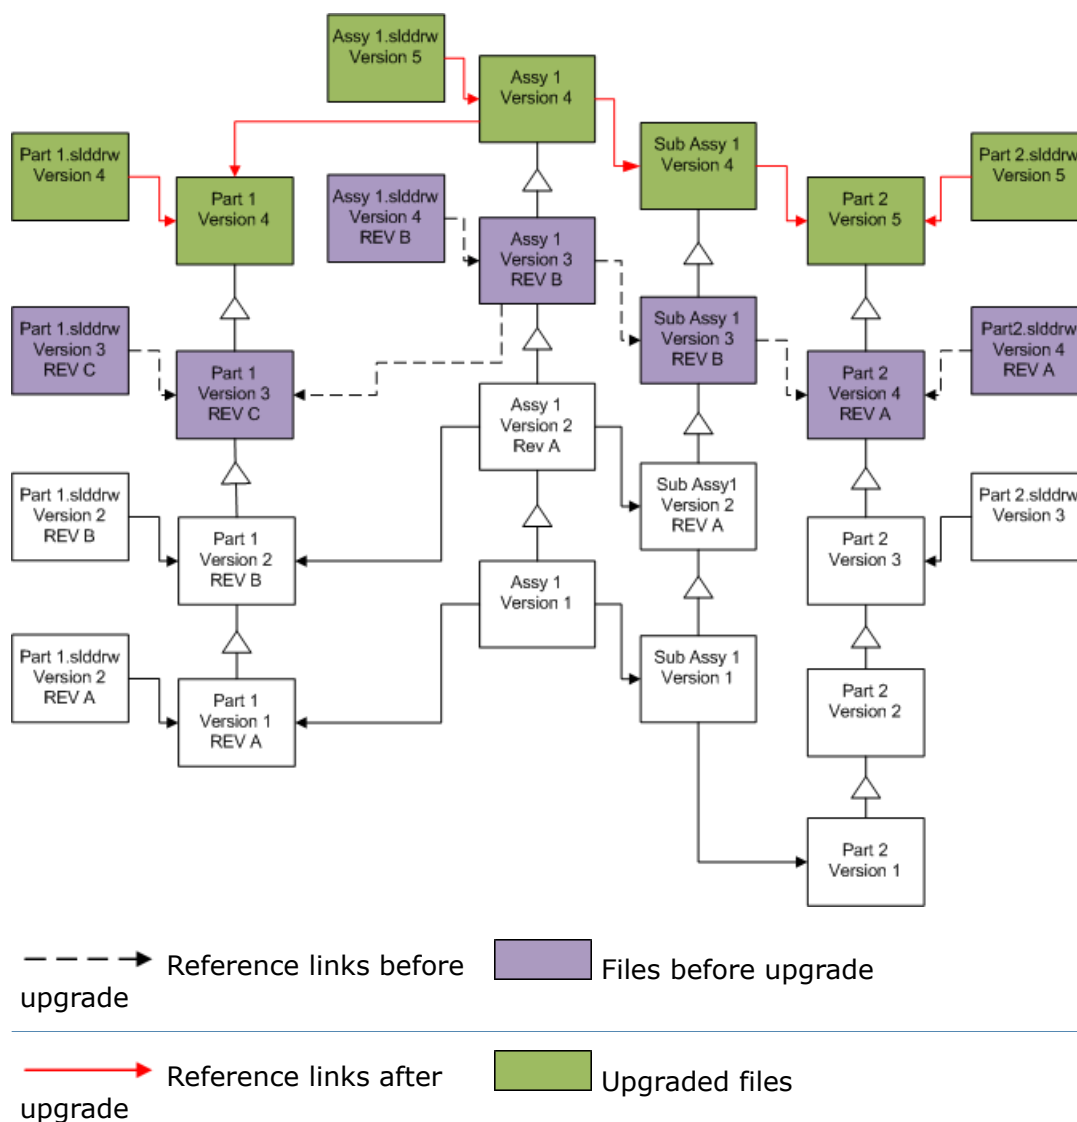 Assy 1.slddrw
Version 5
Assy 1
Version 4
Part 1.slddrw
Version 4
Part 1
Version 4
Sub Assy 1
Version 4
Part 2
Version 5
Part 2.slddrw
Version 5
Assy 1.slddrw
Version 4
REV B
Assy 1
Version 3
REV B
Part 1.slddrw
Version 3
REV C
Part 1
Version 3
REV C
Sub Assy 1
Version 3
REV B
Part 2
Version 4
REV A
Part2.slddrw
Version 4
REV A
Assy 1
Version 2
Rev A
Part 1.slddrw
Version 2
REV B
Part 1
Version 2
REV B
Sub Assy1
Version 2
REV A
Part 2
Version 3
Part 2.slddrw
Version 3
Assy 1
Version 1
Part 1.slddrw
Version 2
REV A
Part 1
Version 1
REV A
Sub Assy 1
Version 1
Part 2
Version 2
Part 2
Version 1
Reference links before
upgrade
Files before upgrade
Reference links after
upgrade
Upgraded files